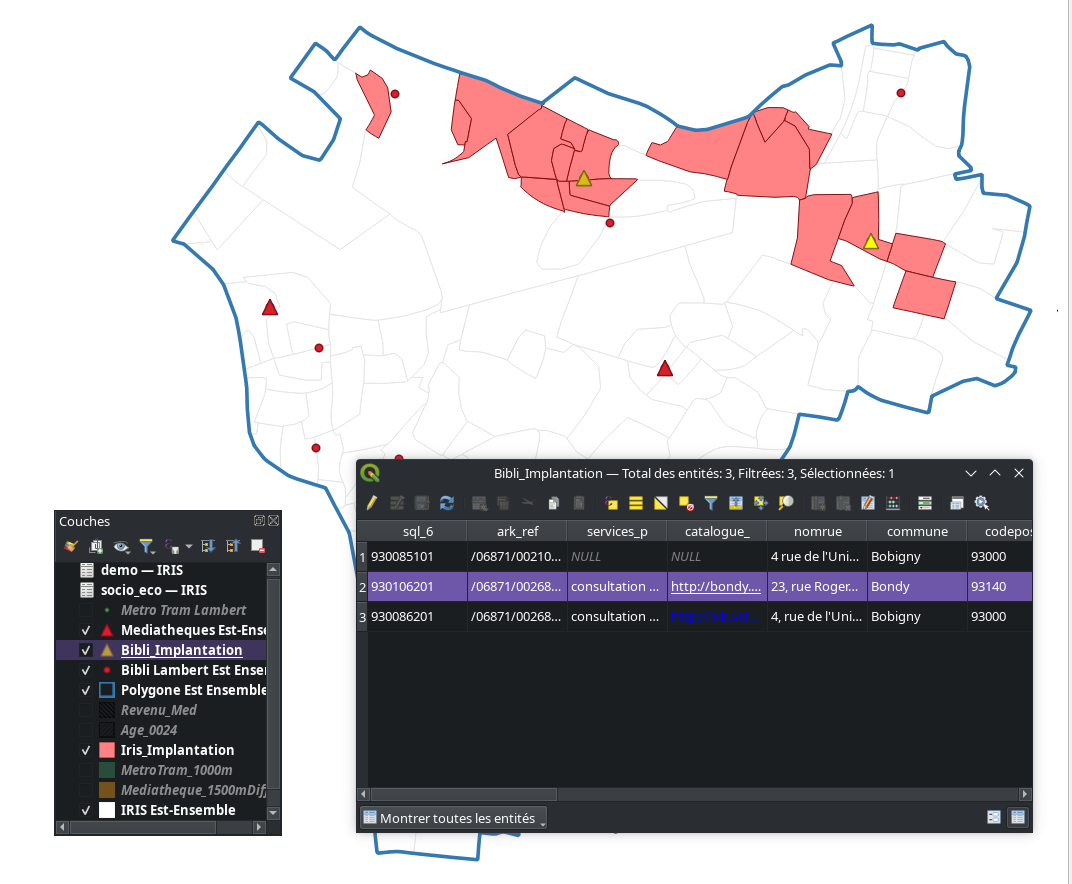 Bibli_Implantation — Total des entités: 3, Filtrées: 3, Sélectionnées: 1
sql_6 ark_ref services_p catalogue_ nomrue commune codepos
1 930085101 /06871/00210... NULL NULL 4 rue de l'Uni... Bobigny 93000
2 930106201 /06871/00268... consultation ... http://bondy.... 23, rue Roger... Bondy 93140
3 930086201 /06871/00268... consultation ... http://bib.vill... 4, rue de l'Uni... Bobigny 93000
Montrer toutes les entités
Couches
demo — IRIS
socio_eco — IRIS
Metro Tram Lambert
Mediatheques Est-Ense
Bibli_Implantation
Bibli Lambert Est Enser
Polygone Est Ensemble
Revenu_Med
Age_0024
Iris_Implantation
MetroTram_1000m
Mediatheque_1500mDiff
IRIS Est-Ensemble